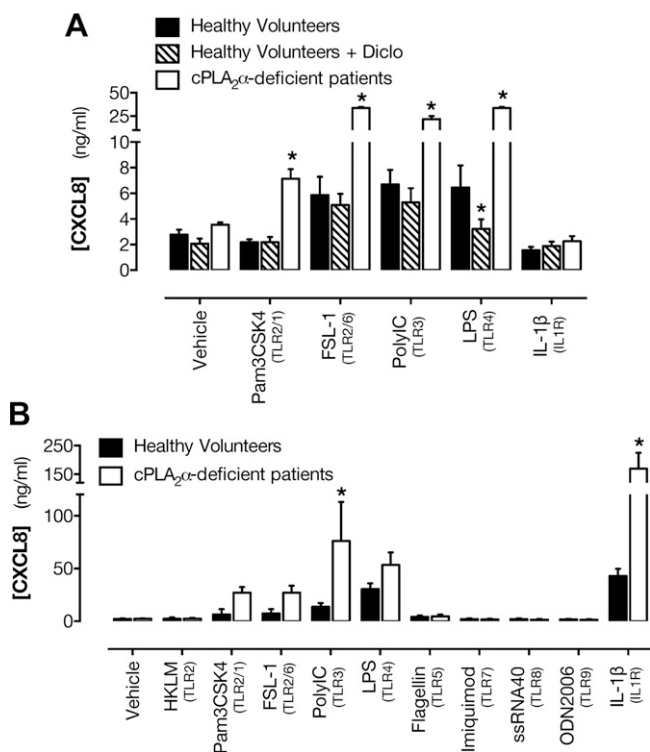 A
Healthy Volunteers
Healthy Volunteers + Diclo
cPLA₂α-deficient patients
[CXCL8] (ng/ml)
50
25
10
8
6
4
2
0
*
*
*
*
*
Vehicle
Pam3CSK4 (TLR2/1)
FSL-1 (TLR2/6)
PolyIC (TLR3)
LPS (TLR4)
IL-1β (IL1R)
B
Healthy Volunteers
cPLA₂α-deficient patients
[CXCL8] (ng/ml)
250
150
100
50
0
*
*
Vehicle
HKLM (TLR2)
Pam3CSK4 (TLR2/1)
FSL-1 (TLR2/6)
PolyIC (TLR3)
LPS (TLR4)
Flagellin (TLR5)
Imiquimod (TLR7)
ssRNA40 (TLR8)
ODN2006 (TLR9)
IL-1β (IL1R)